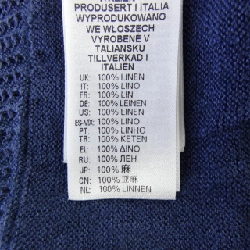 PRODUSERT I ITALIA
WYPRODUKOWANO
WE WŁOSZECH
VYROBENE V
TALIANSKU
TILLVERKAD I
ITALIEN
UK: 100% LINEN
IT: 100% LINO
FR: 100% LIN
DE: 100% LEINEN
US: 100% LINEN
ES-MX: 100% LINO
PT: 100% LINHO
TR: 100% KETEN
EL: 100% ΛΙΝΟ
RU: 100% ЛЕН
JP: 100% 麻
CN: 100% 亚麻
NL: 100% LINNEN